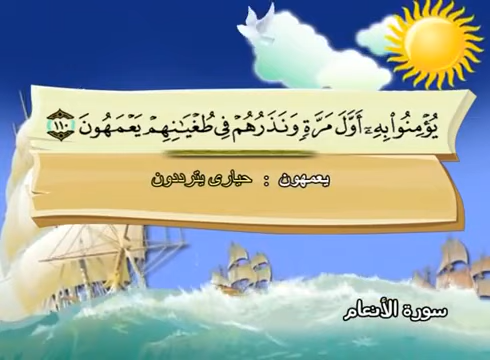 يُؤْمِنُوا۟ بِهِۦٓ أَوَّلَ مَرَّةٍ وَنَذَرُهُمْ فِى طُغْيَـٰنِهِمْ يَعْمَهُونَ ١١٠
يعمهون : حيارى يترددون
سورة الأنعام